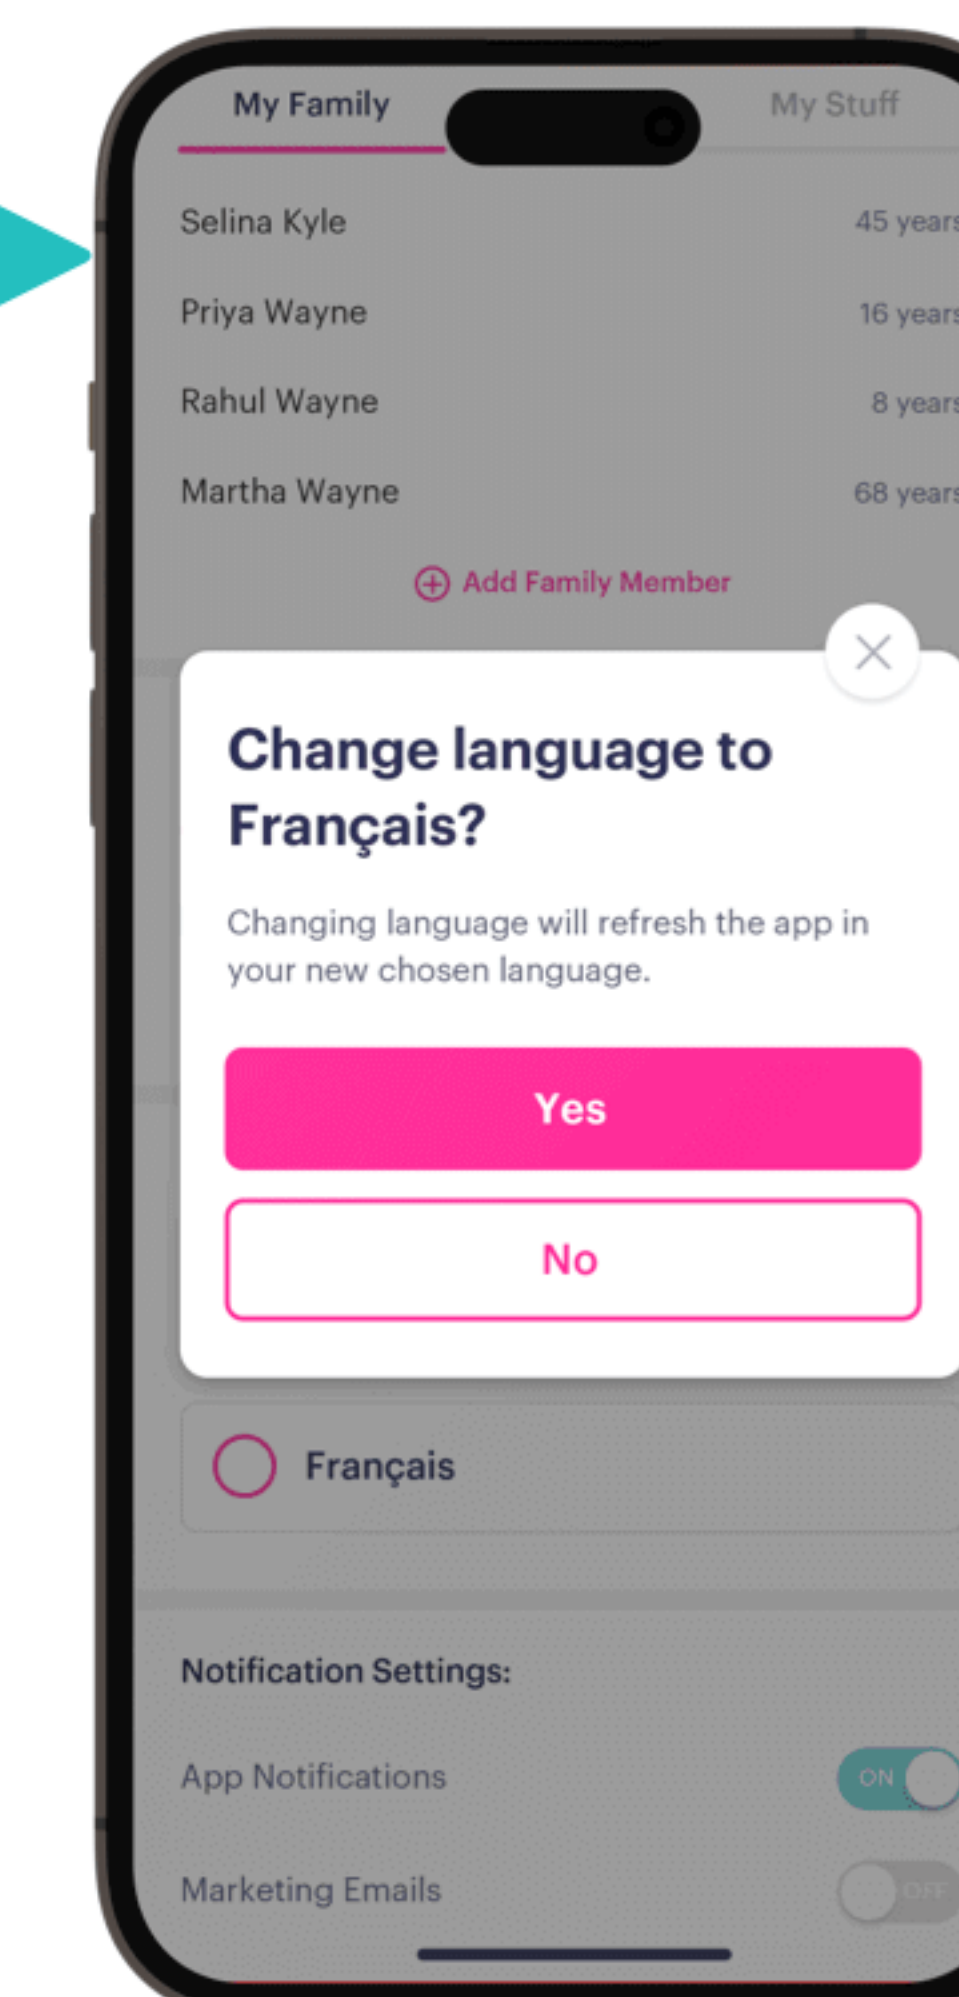 My Family
My Stuff
Selina Kyle
45 years
Priya Wayne
16 years
Rahul Wayne
8 years
Martha Wayne
68 years
Add Family Member
Change language to
Français?
Changing language will refresh the app in
your new chosen language.
Yes
No
Français
Notification Settings:
App Notifications
ON
Marketing Emails
OFF